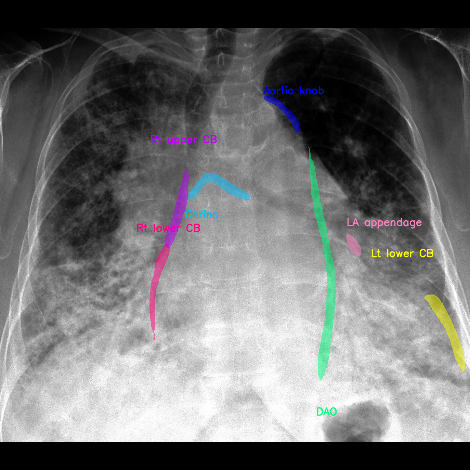 Aortic knob
Rt upper CB
Carina
LA appendage
Rt lower CB
Lt lower CB
DAO